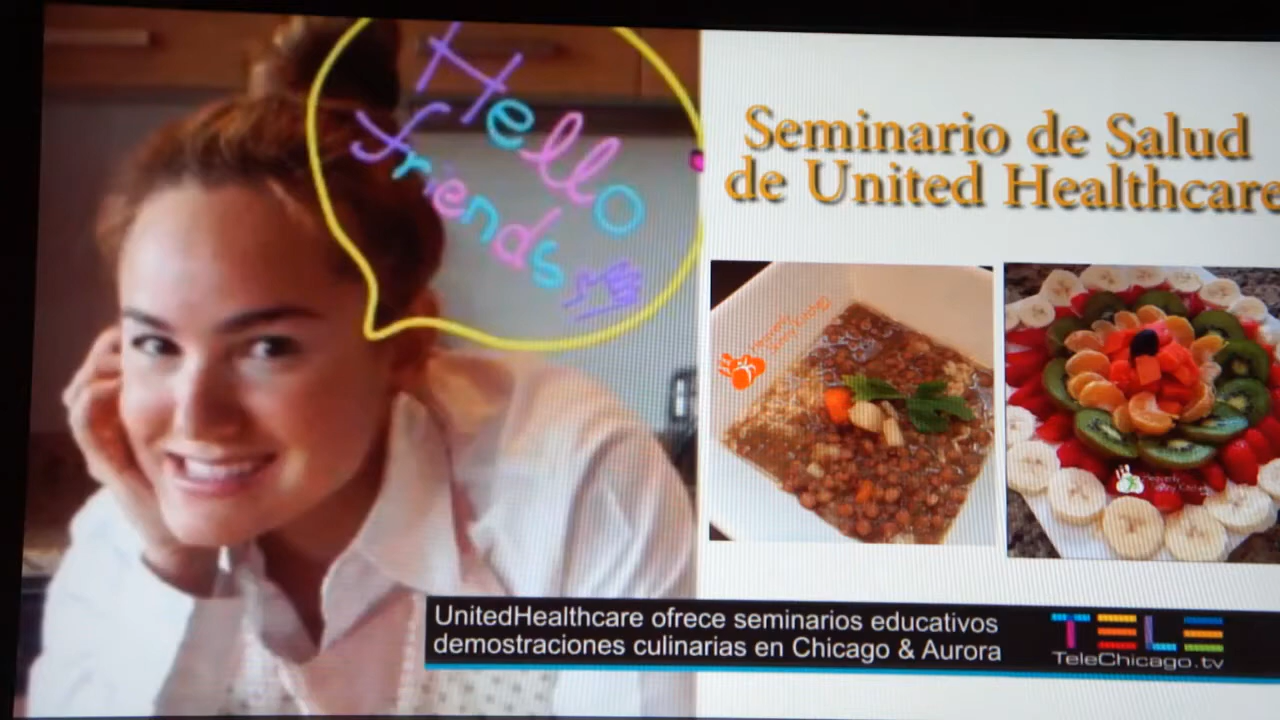 Hello
friends
Seminario de Salud
de United Healthcare
UnitedHealthcare ofrece seminarios educativos
demostraciones culinarias en Chicago & Aurora
TELE
TeleChicago.tv